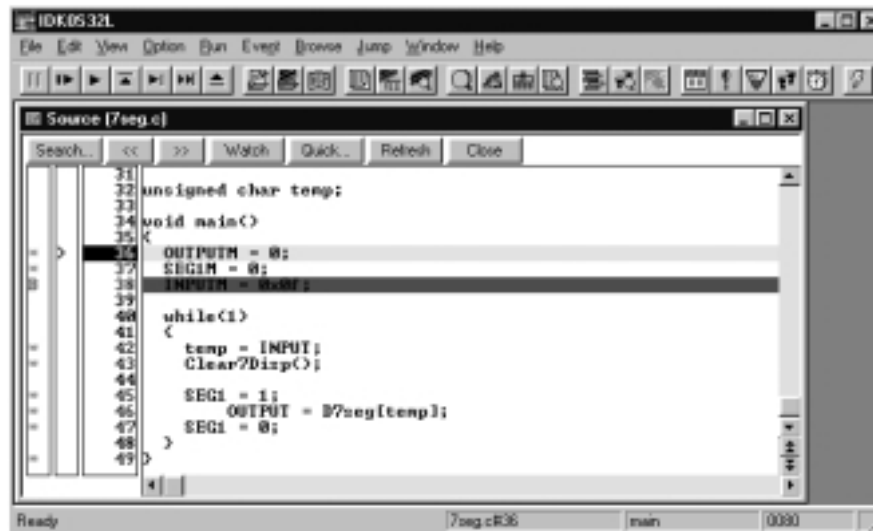 IDK0S32L
File Edit View Option Run Event Browse Jump Window Help
Source (7seg.c)
Search... << >> Watch Quick... Refresh Close
31
32 unsigned char temp;
33
34 void main()
35 {
> 36 OUTPUTM = 0;
37 SEG1M = 0;
B 38 INPUTM = 0x0f;
39
40 while(1)
41 {
42 temp = INPUT;
43 Clear7Disp();
44
45 SEG1 = 1;
46 OUTPUT = D7seg[temp];
47 SEG1 = 0;
48 }
49 }
Ready 7seg.c#36 main 0080